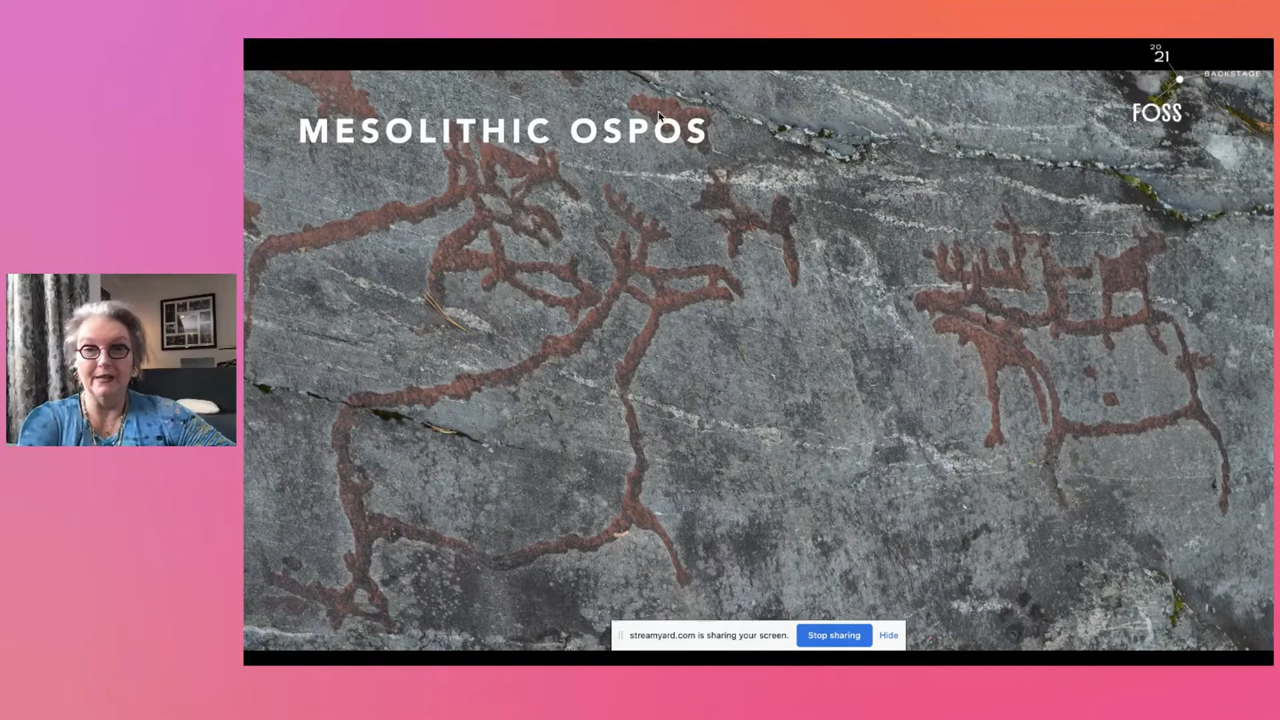 20
21
BACKSTAGE
FOSS
MESOLITHIC OSPOS
streamyard.com is sharing your screen. Stop sharing Hide